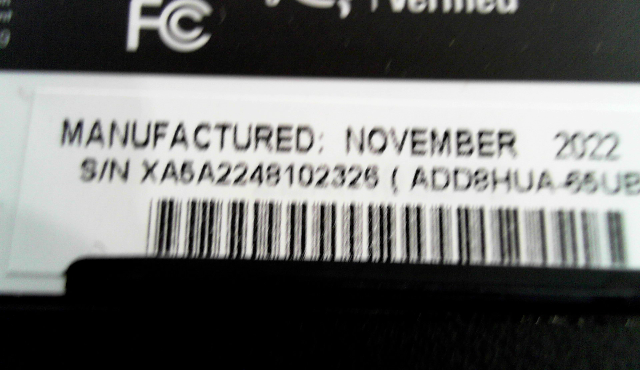 FC
Verified
MANUFACTURED: NOVEMBER 2022
S/N XA5A2248102326 ( ADD8HUA-65UB